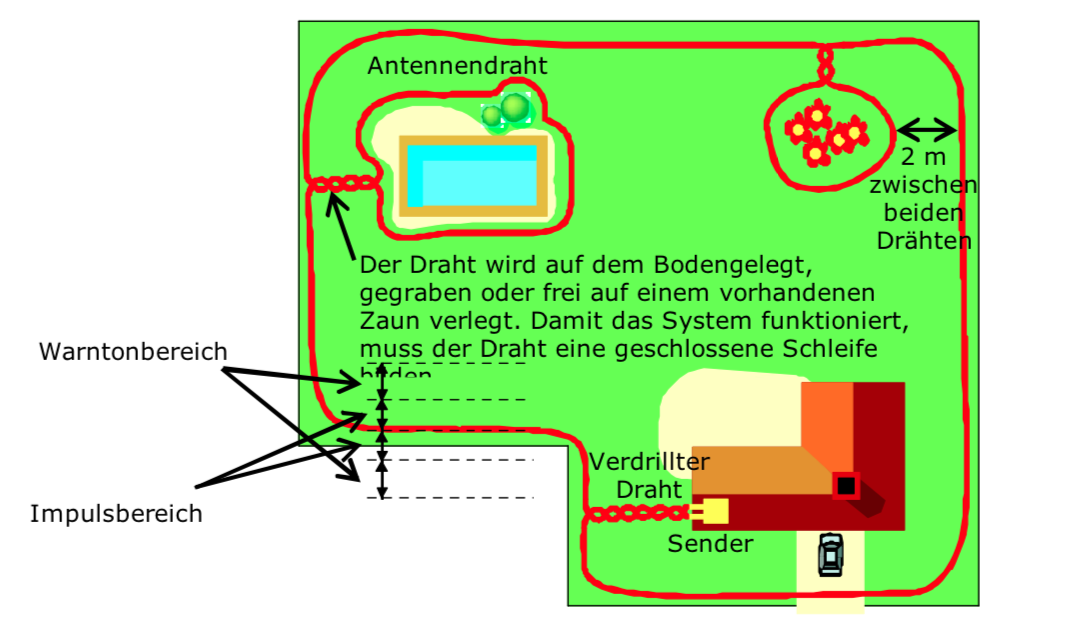 Antennendraht
2 m
zwischen
beiden
Drähten
Der Draht wird auf dem Bodengelegt,
gegraben oder frei auf einem vorhandenen
Zaun verlegt. Damit das System funktioniert,
muss der Draht eine geschlossene Schleife
bilden
Warntonbereich
Impulsbereich
Verdrillter
Draht
Sender